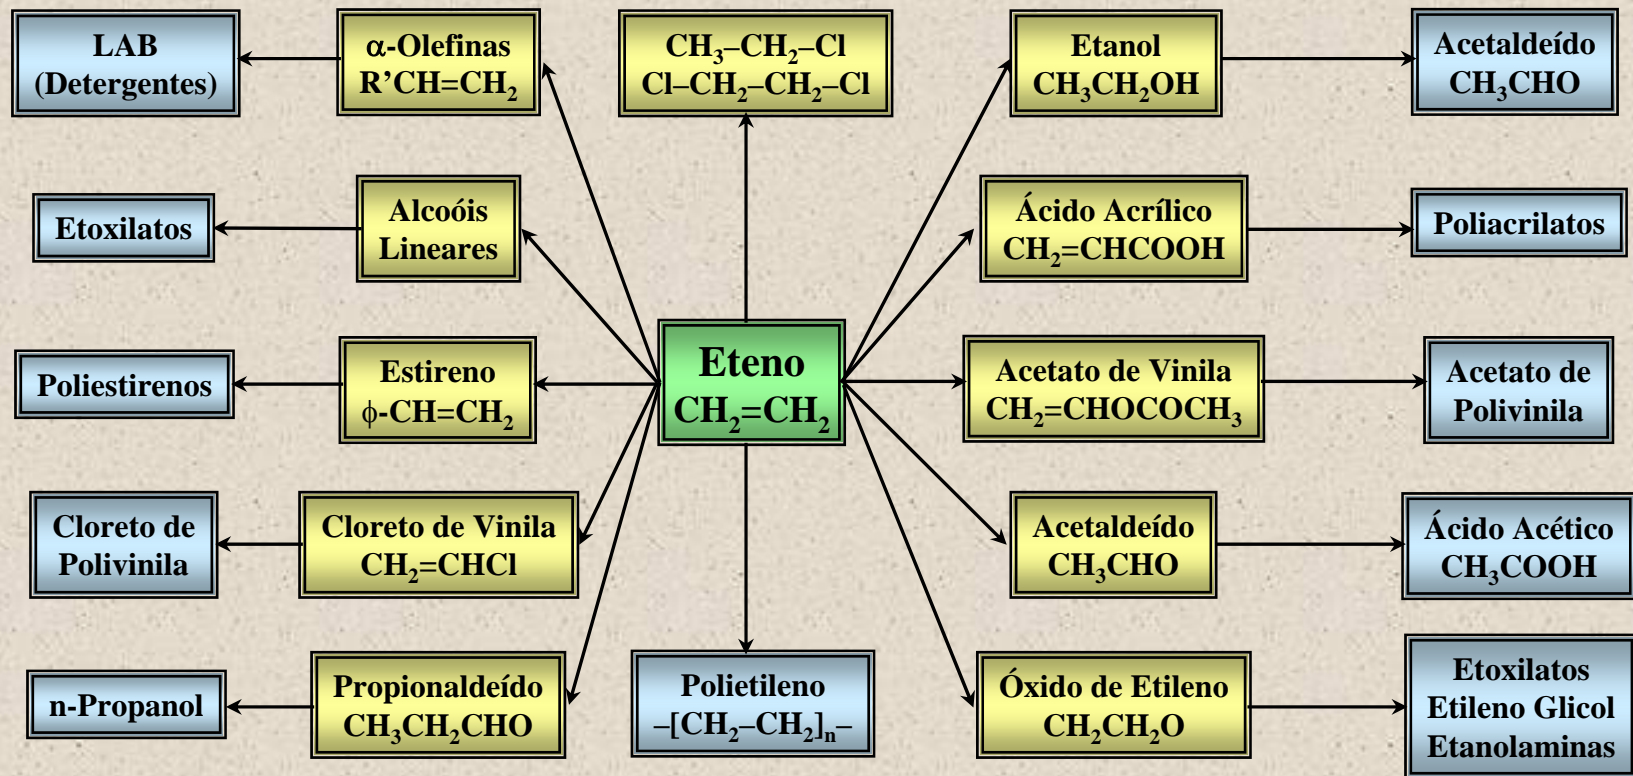 LAB
(Detergentes)
α-Olefinas
R’CH=CH₂
CH₃–CH₂–Cl
Cl–CH₂–CH₂–Cl
Etanol
CH₃CH₂OH
Acetaldeído
CH₃CHO
Etoxilatos
Alcoóis
Lineares
Ácido Acrílico
CH₂=CHCOOH
Poliacrilatos
Poliestirenos
Estireno
ϕ-CH=CH₂
Eteno
CH₂=CH₂
Acetato de Vinila
CH₂=CHOCOCH₃
Acetato de
Polivinila
Cloreto de
Polivinila
Cloreto de Vinila
CH₂=CHCl
Acetaldeído
CH₃CHO
Ácido Acético
CH₃COOH
n-Propanol
Propionaldeído
CH₃CH₂CHO
Polietileno
–[CH₂–CH₂]ₙ–
Óxido de Etileno
CH₂CH₂O
Etoxilatos
Etileno Glicol
Etanolaminas